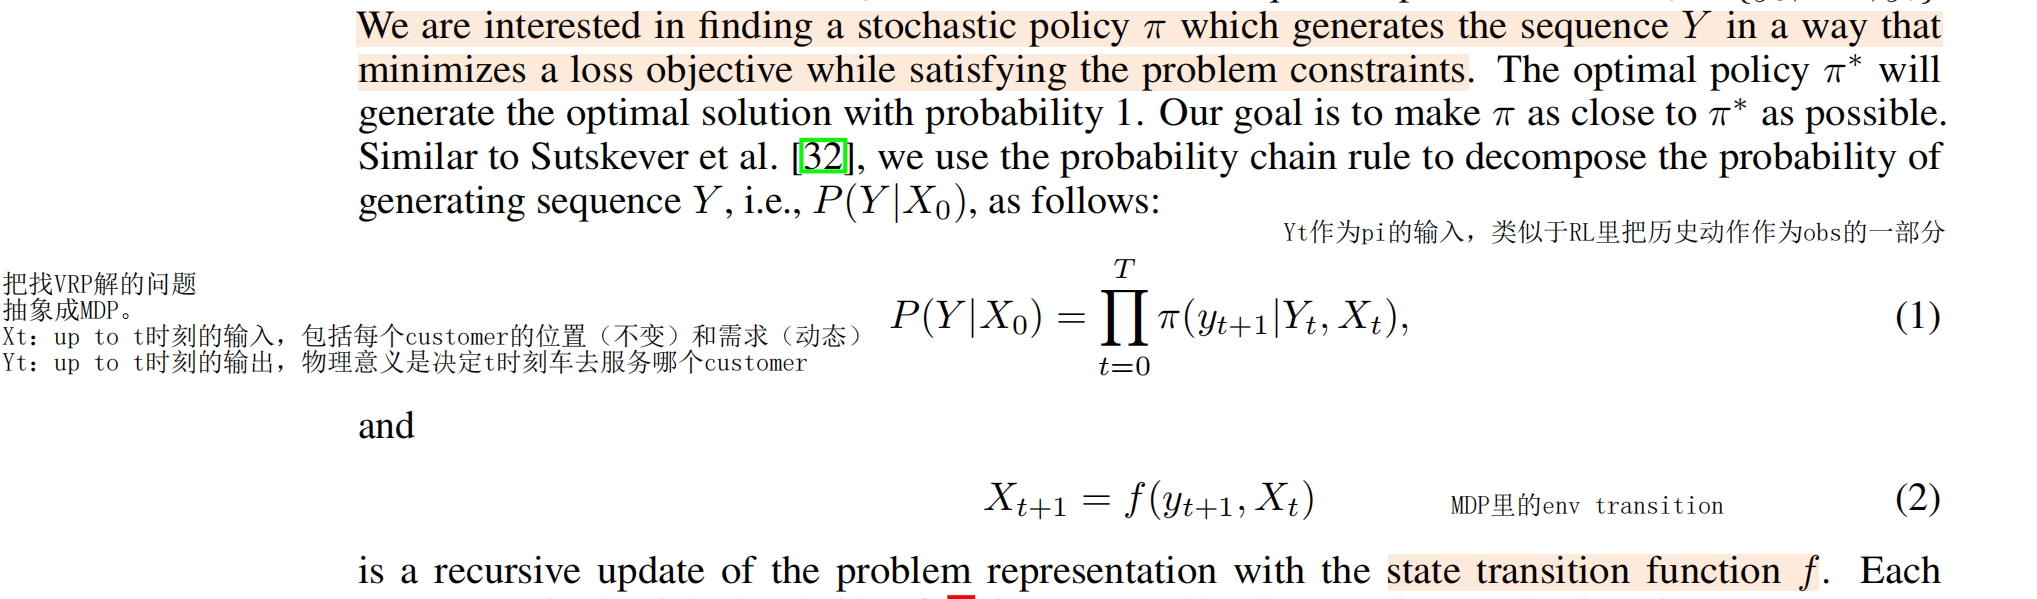 We are interested in finding a stochastic policy π which generates the sequence Y in a way that
minimizes a loss objective while satisfying the problem constraints. The optimal policy π* will
generate the optimal solution with probability 1. Our goal is to make π as close to π* as possible.
Similar to Sutskever et al. [32], we use the probability chain rule to decompose the probability of
generating sequence Y, i.e., P(Y|X₀), as follows:
Yt作为pi的输入，类似于RL里把历史动作作为obs的一部分
把找VRP解的问题
抽象成MDP。
Xt: up to t时刻的输入，包括每个customer的位置（不变）和需求（动态）
Yt: up to t时刻的输出，物理意义是决定t时刻车去服务哪个customer
P(Y|X₀) = ∏_{t=0}^{T} π(y_{t+1}|Y_t, X_t), (1)
and
X_{t+1} = f(y_{t+1}, X_t) MDP里的env transition (2)
is a recursive update of the problem representation with the state transition function f. Each